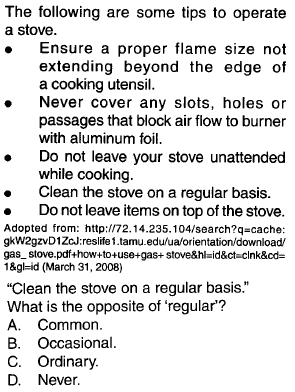 The following are some tips to operate
a stove.
• Ensure a proper flame size not
extending beyond the edge of
a cooking utensil.
• Never cover any slots, holes or
passages that block air flow to burner
with aluminum foil.
• Do not leave your stove unattended
while cooking.
• Clean the stove on a regular basis.
• Do not leave items on top of the stove.
Adopted from: http://72.14.235.104/search?q=cache:
gkW2gzvD1ZcJ:reslife1.tamu.edu/ua/orientation/download/
gas_ stove.pdf+how+to+use+gas+ stove&hl=id&ct=clnk&cd=
1&gl=id (March 31, 2008)
“Clean the stove on a regular basis.”
What is the opposite of ‘regular’?
A. Common.
B. Occasional.
C. Ordinary.
D. Never.